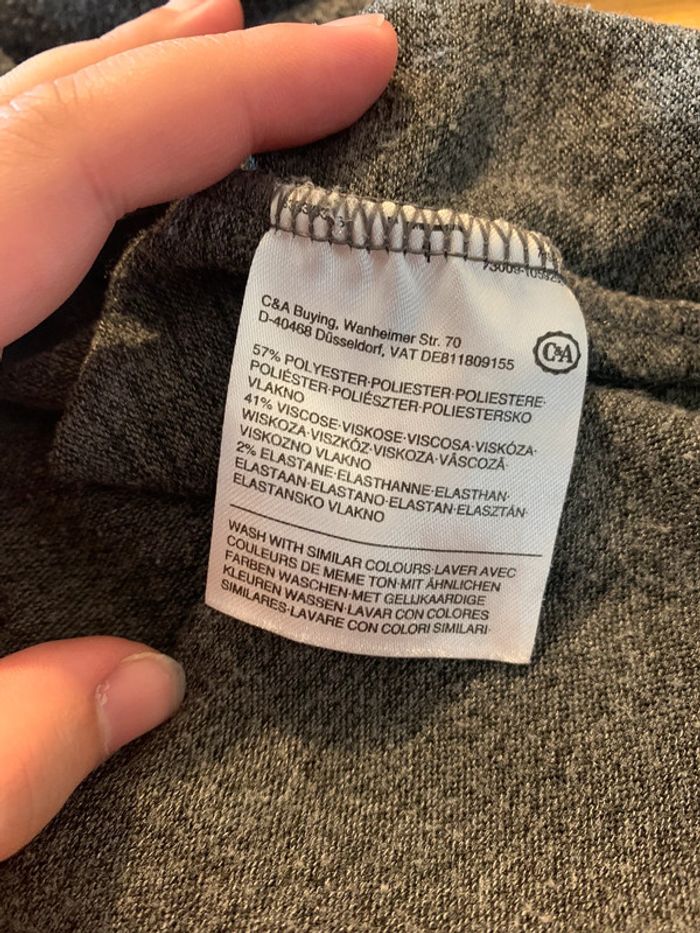 C&A Buying, Wanheimer Str. 70
D-40468 Düsseldorf, VAT DE811809155
C&A
57% POLYESTER·POLIESTER·POLIESTERE·
POLIÉSTER·POLIÉSZTER·POLIESTERSKO
VLAKNO
41% VISCOSE·VISKOSE·VISCOSA·VISKÓZA·
WISKOZA·VISZKÓZ·VISKOZA·VÂSCOZĂ·
VISKOZNO VLAKNO
2% ELASTANE·ELASTHANNE·ELASTHAN·
ELASTAAN·ELASTANO·ELASTAN·ELASZTÁN·
ELASTANSKO VLAKNO
WASH WITH SIMILAR COLOURS·LAVER AVEC
COULEURS DE MEME TON·MIT ÄHNLICHEN
FARBEN WASCHEN·MET GELIJKAARDIGE
KLEUREN WASSEN·LAVAR CON COLORES
SIMILARES·LAVARE CON COLORI SIMILARI·